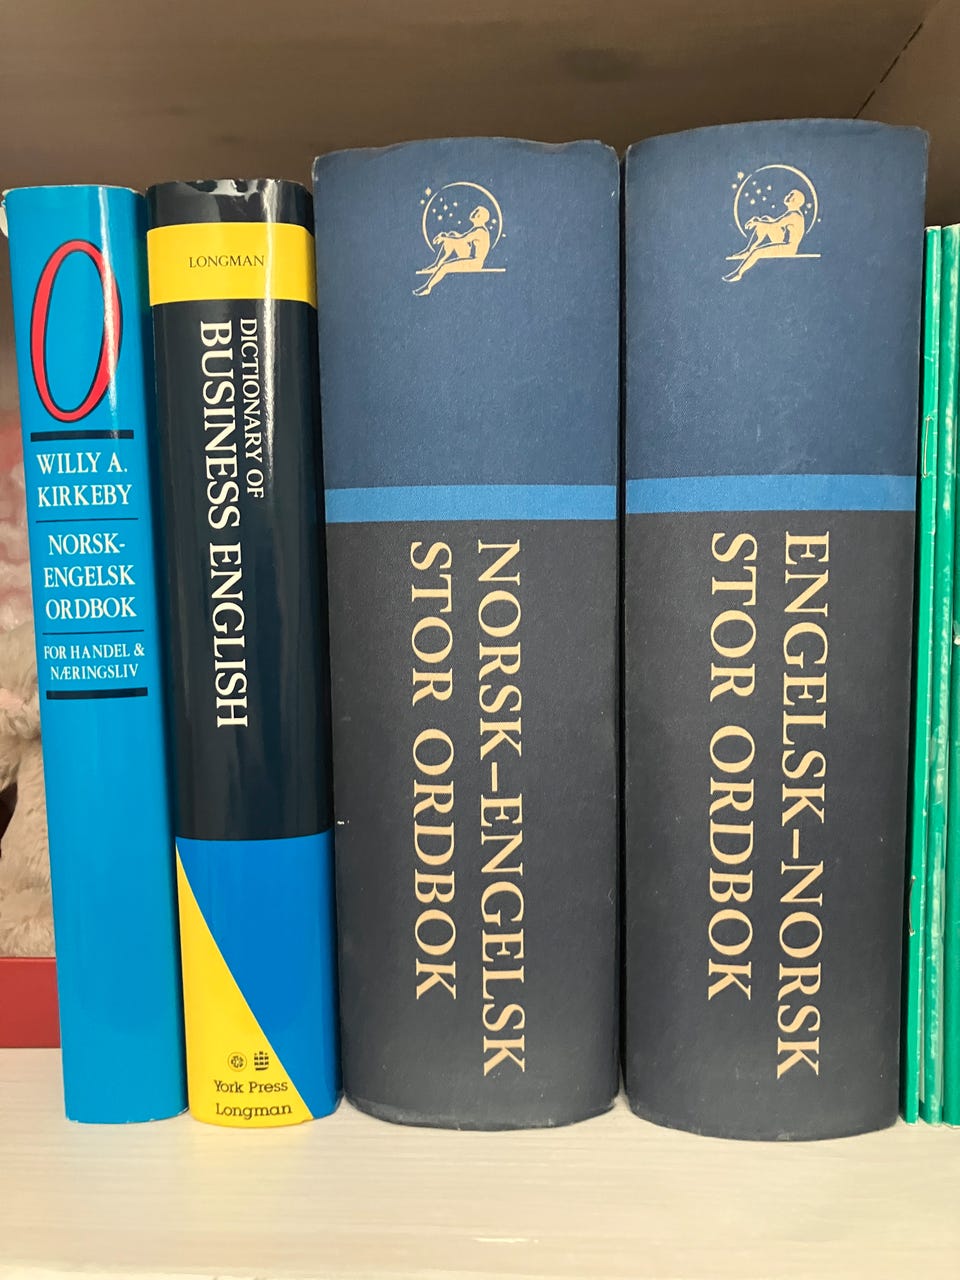 O
WILLY A.
KIRKEBY
NORSK-
ENGELSK
ORDBOK
FOR HANDEL &
NÆRINGSLIV
LONGMAN
DICTIONARY OF
BUSINESS ENGLISH
York Press
Longman
NORSK–ENGELSK
STOR ORDBOK
ENGELSK–NORSK
STOR ORDBOK